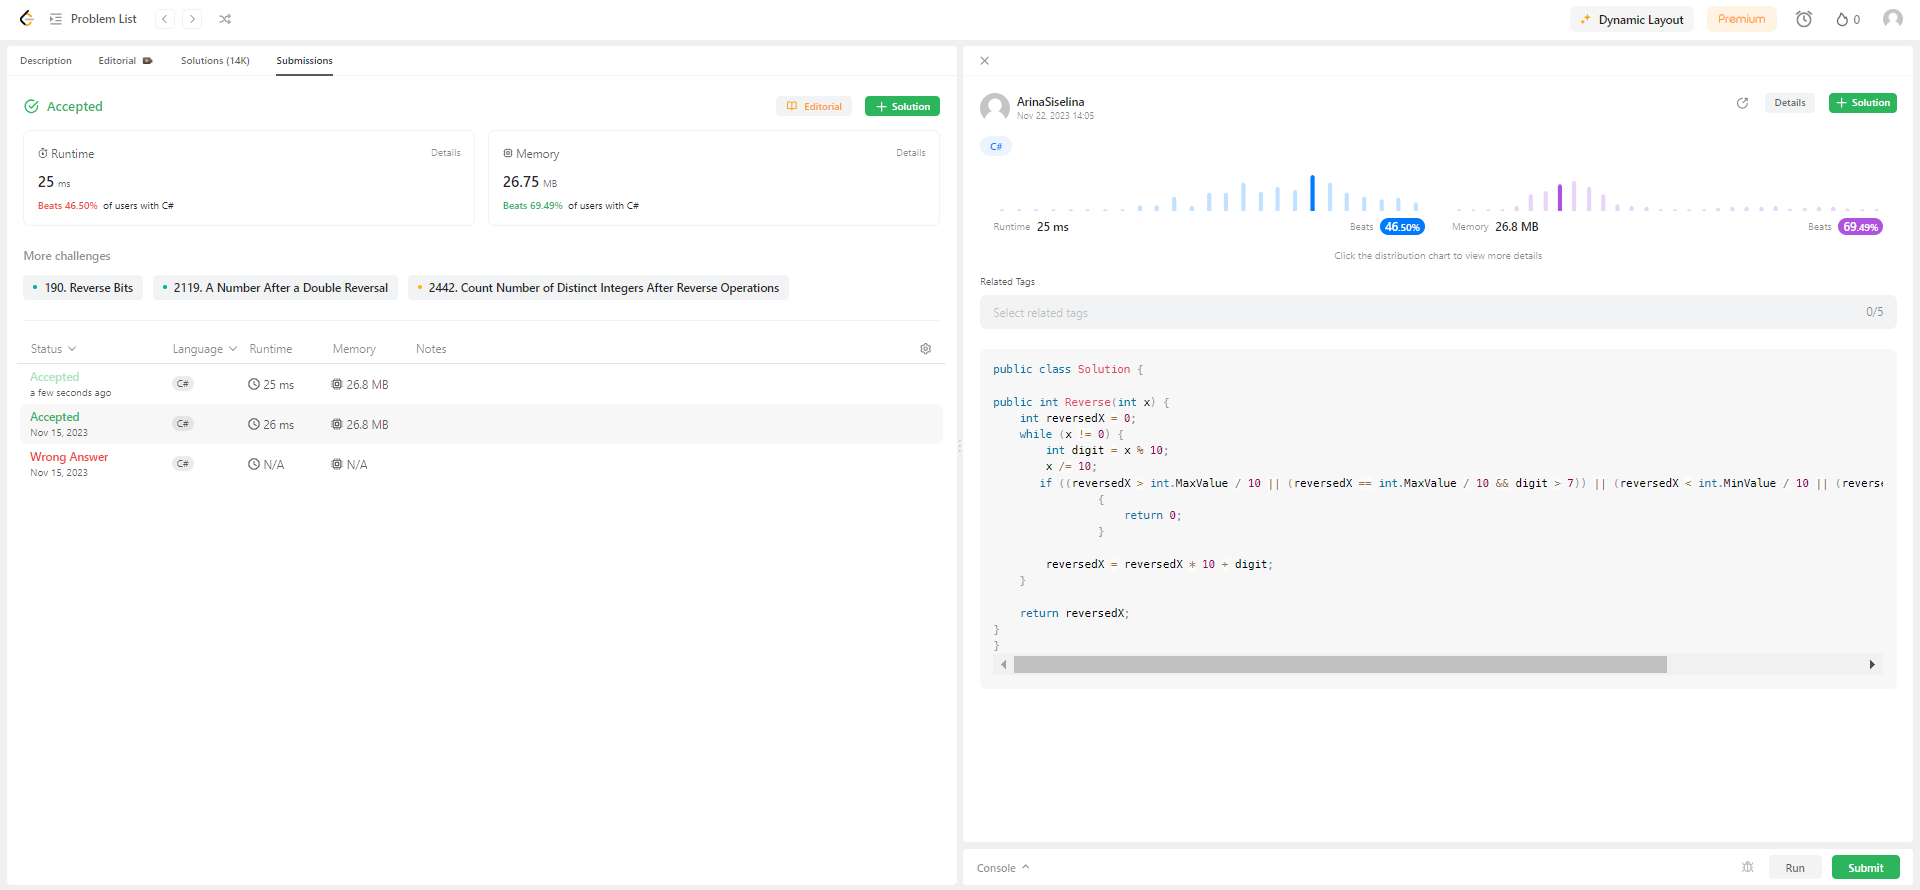 Problem List
Dynamic Layout
Premium
0
Description
Editorial
Solutions (14K)
Submissions
Accepted
Editorial
+ Solution
Runtime
Details
25 ms
Beats 46.50% of users with C#
Memory
Details
26.75 MB
Beats 69.49% of users with C#
More challenges
190. Reverse Bits
2119. A Number After a Double Reversal
2442. Count Number of Distinct Integers After Reverse Operations
Status Language Runtime Memory Notes
Accepted
a few seconds ago
C#
25 ms
26.8 MB
Accepted
Nov 15, 2023
C#
26 ms
26.8 MB
Wrong Answer
Nov 15, 2023
C#
N/A
N/A
ArinaSiselina
Nov 22, 2023 14:05
Details
+ Solution
C#
Runtime 25 ms
Beats 46.50%
Memory 26.8 MB
Beats 69.49%
Click the distribution chart to view more details
Related Tags
Select related tags
0/5
public class Solution {
public int Reverse(int x) {
int reversedX = 0;
while (x != 0) {
int digit = x % 10;
x /= 10;
if ((reversedX > int.MaxValue / 10 || (reversedX == int.MaxValue / 10 && digit > 7)) || (reversedX < int.MinValue / 10 || (reverse
{
return 0;
}
reversedX = reversedX * 10 + digit;
}
return reversedX;
}
}
Console
Run
Submit